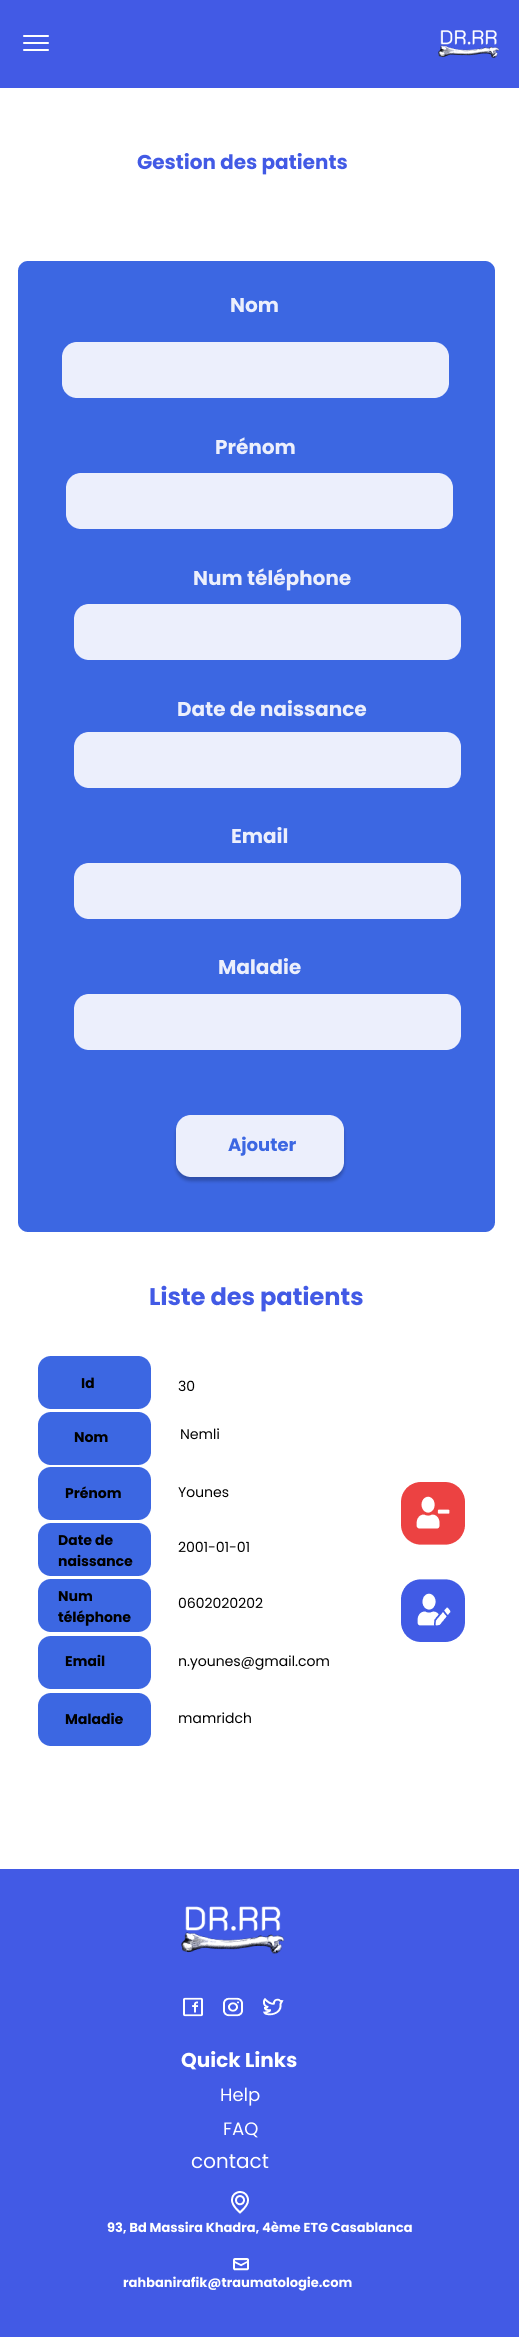 DR.RR
Gestion des patients
Nom
Prénom
Num téléphone
Date de naissance
Email
Maladie
Ajouter
Liste des patients
Id
30
Nom
Nemli
Prénom
Younes
Date de
naissance
2001-01-01
Num
téléphone
0602020202
Email
n.younes@gmail.com
Maladie
mamridch
DR.RR
Quick Links
Help
FAQ
contact
93, Bd Massira Khadra, 4ème ETG Casablanca
rahbanirafik@traumatologie.com